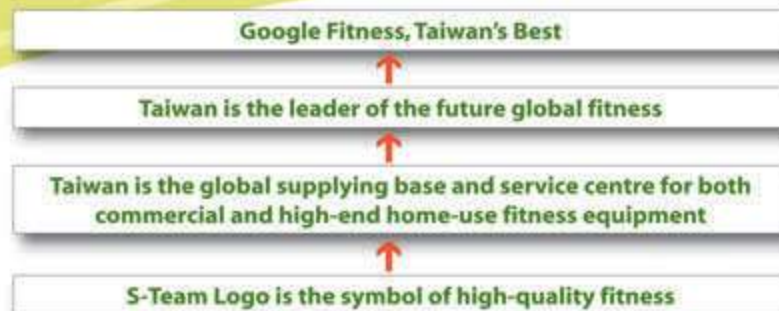 Google Fitness, Taiwan's Best
Taiwan is the leader of the future global fitness
Taiwan is the global supplying base and service centre for both
commercial and high-end home-use fitness equipment
S-Team Logo is the symbol of high-quality fitness